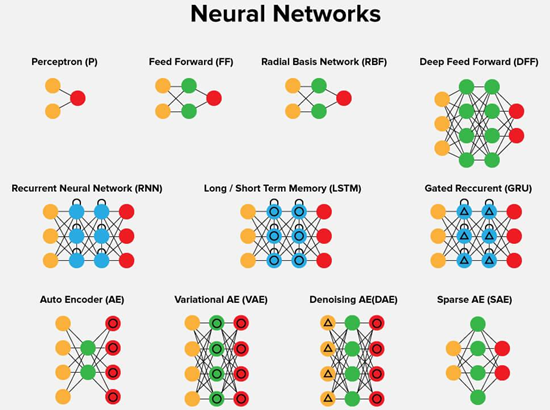 Neural Networks
Perceptron (P)
Feed Forward (FF)
Radial Basis Network (RBF)
Deep Feed Forward (DFF)
Recurrent Neural Network (RNN)
Long / Short Term Memory (LSTM)
Gated Reccurent (GRU)
Auto Encoder (AE)
Variational AE (VAE)
Denoising AE(DAE)
Sparse AE (SAE)